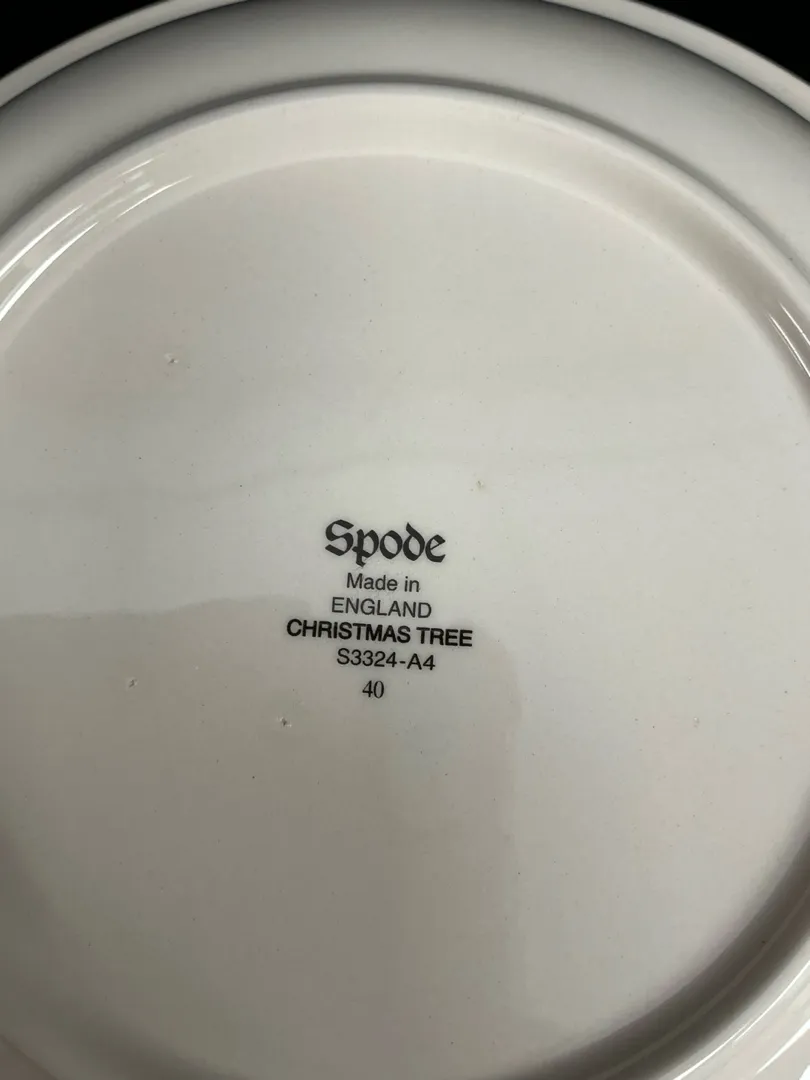 Spode
Made in
ENGLAND
CHRISTMAS TREE
S3324-A4
40